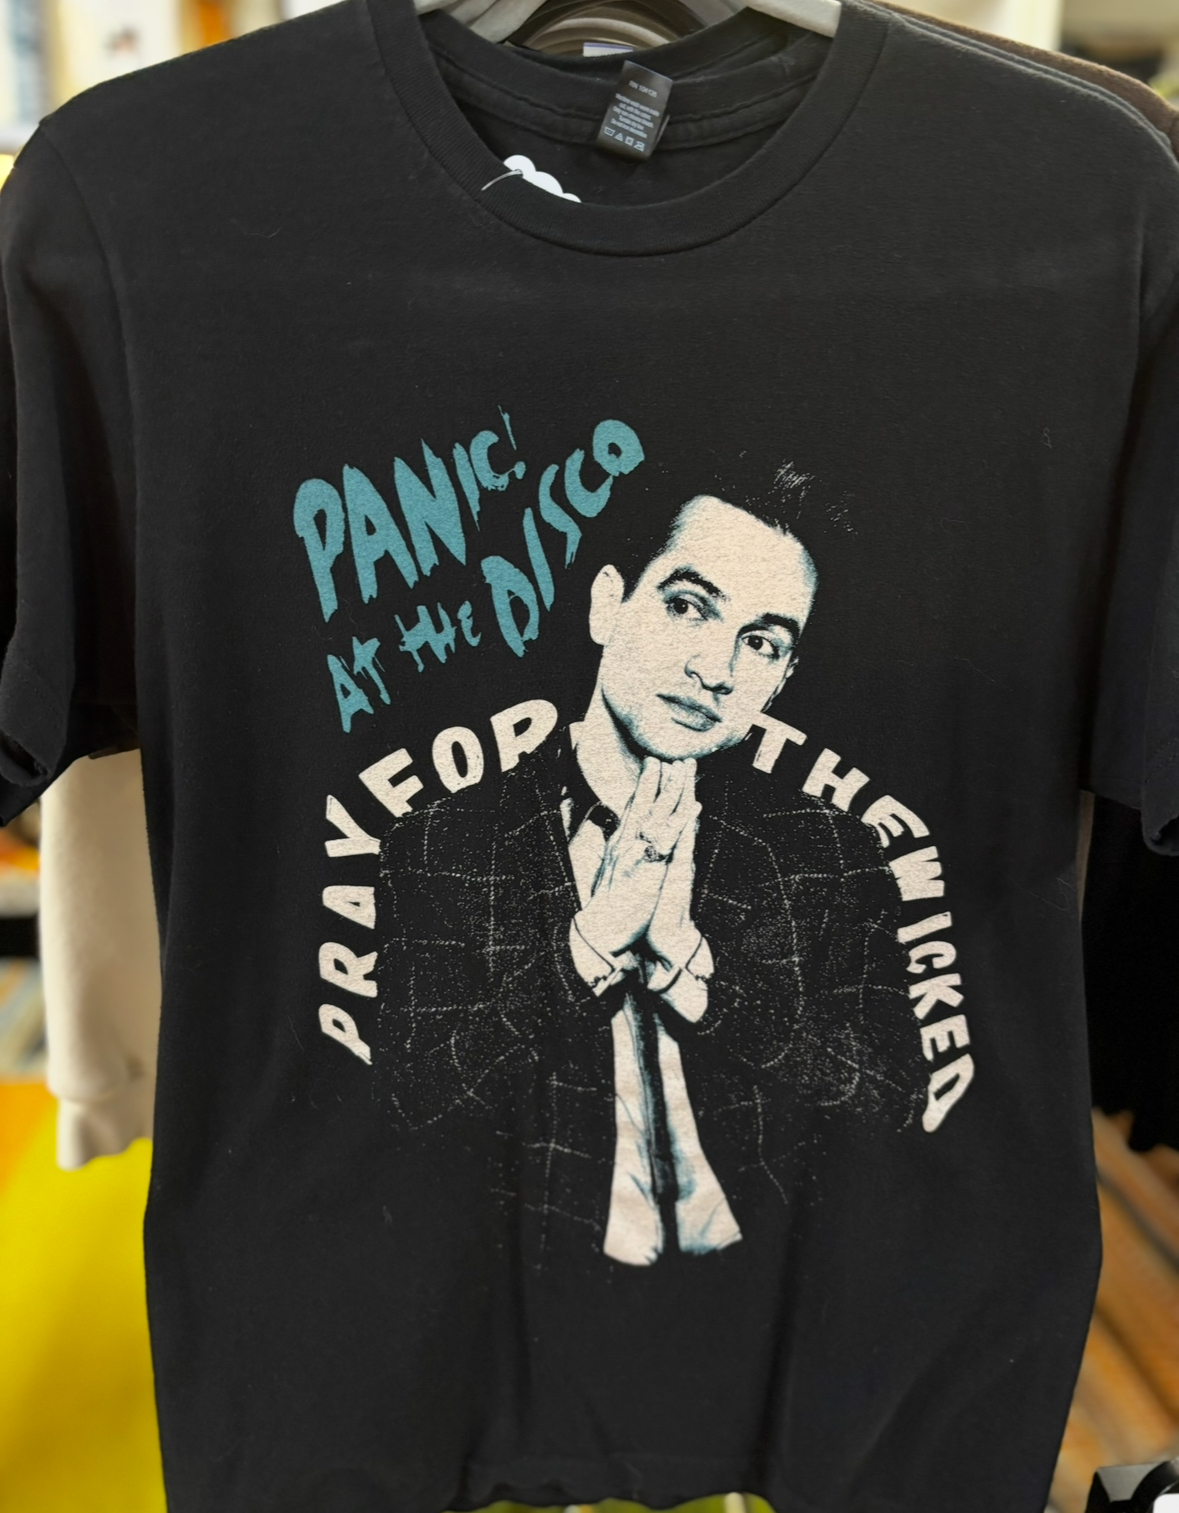 PANIC!
AT THE DISCO
PRAY FOR THE WICKED